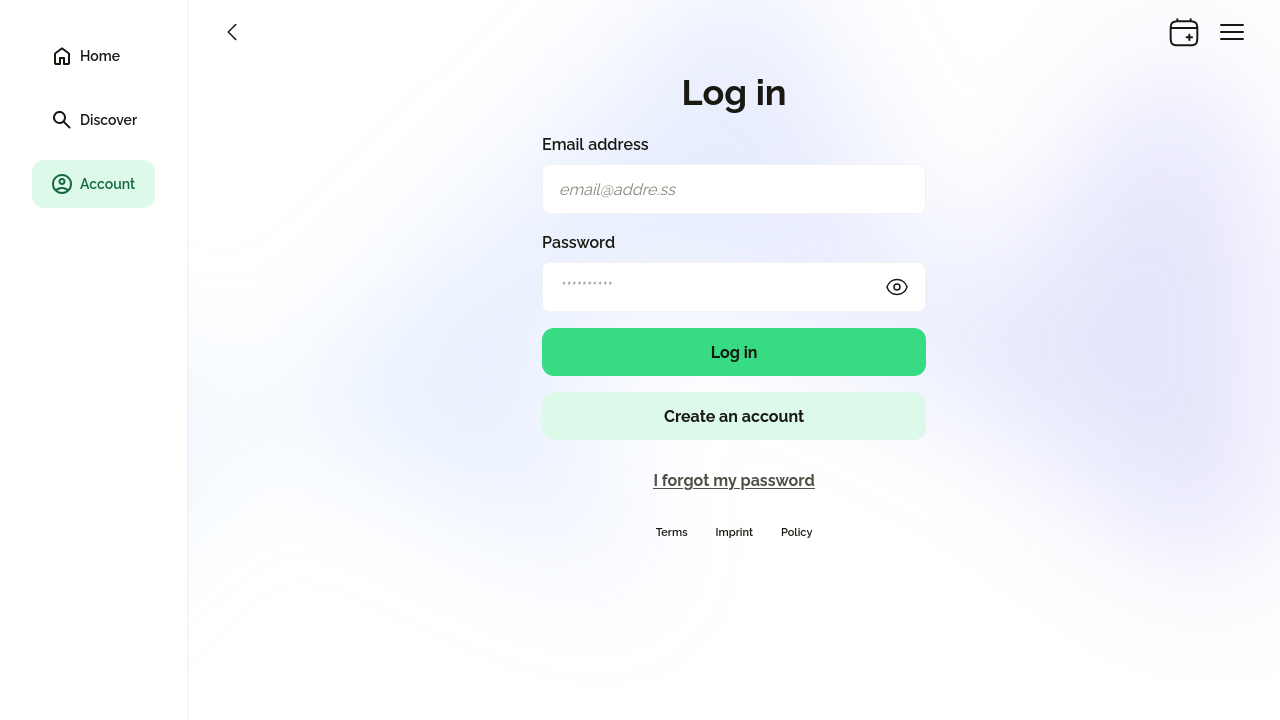 Home
Discover
Account
Log in
Email address
email@addre.ss
Password
**********
Log in
Create an account
I forgot my password
Terms Imprint Policy